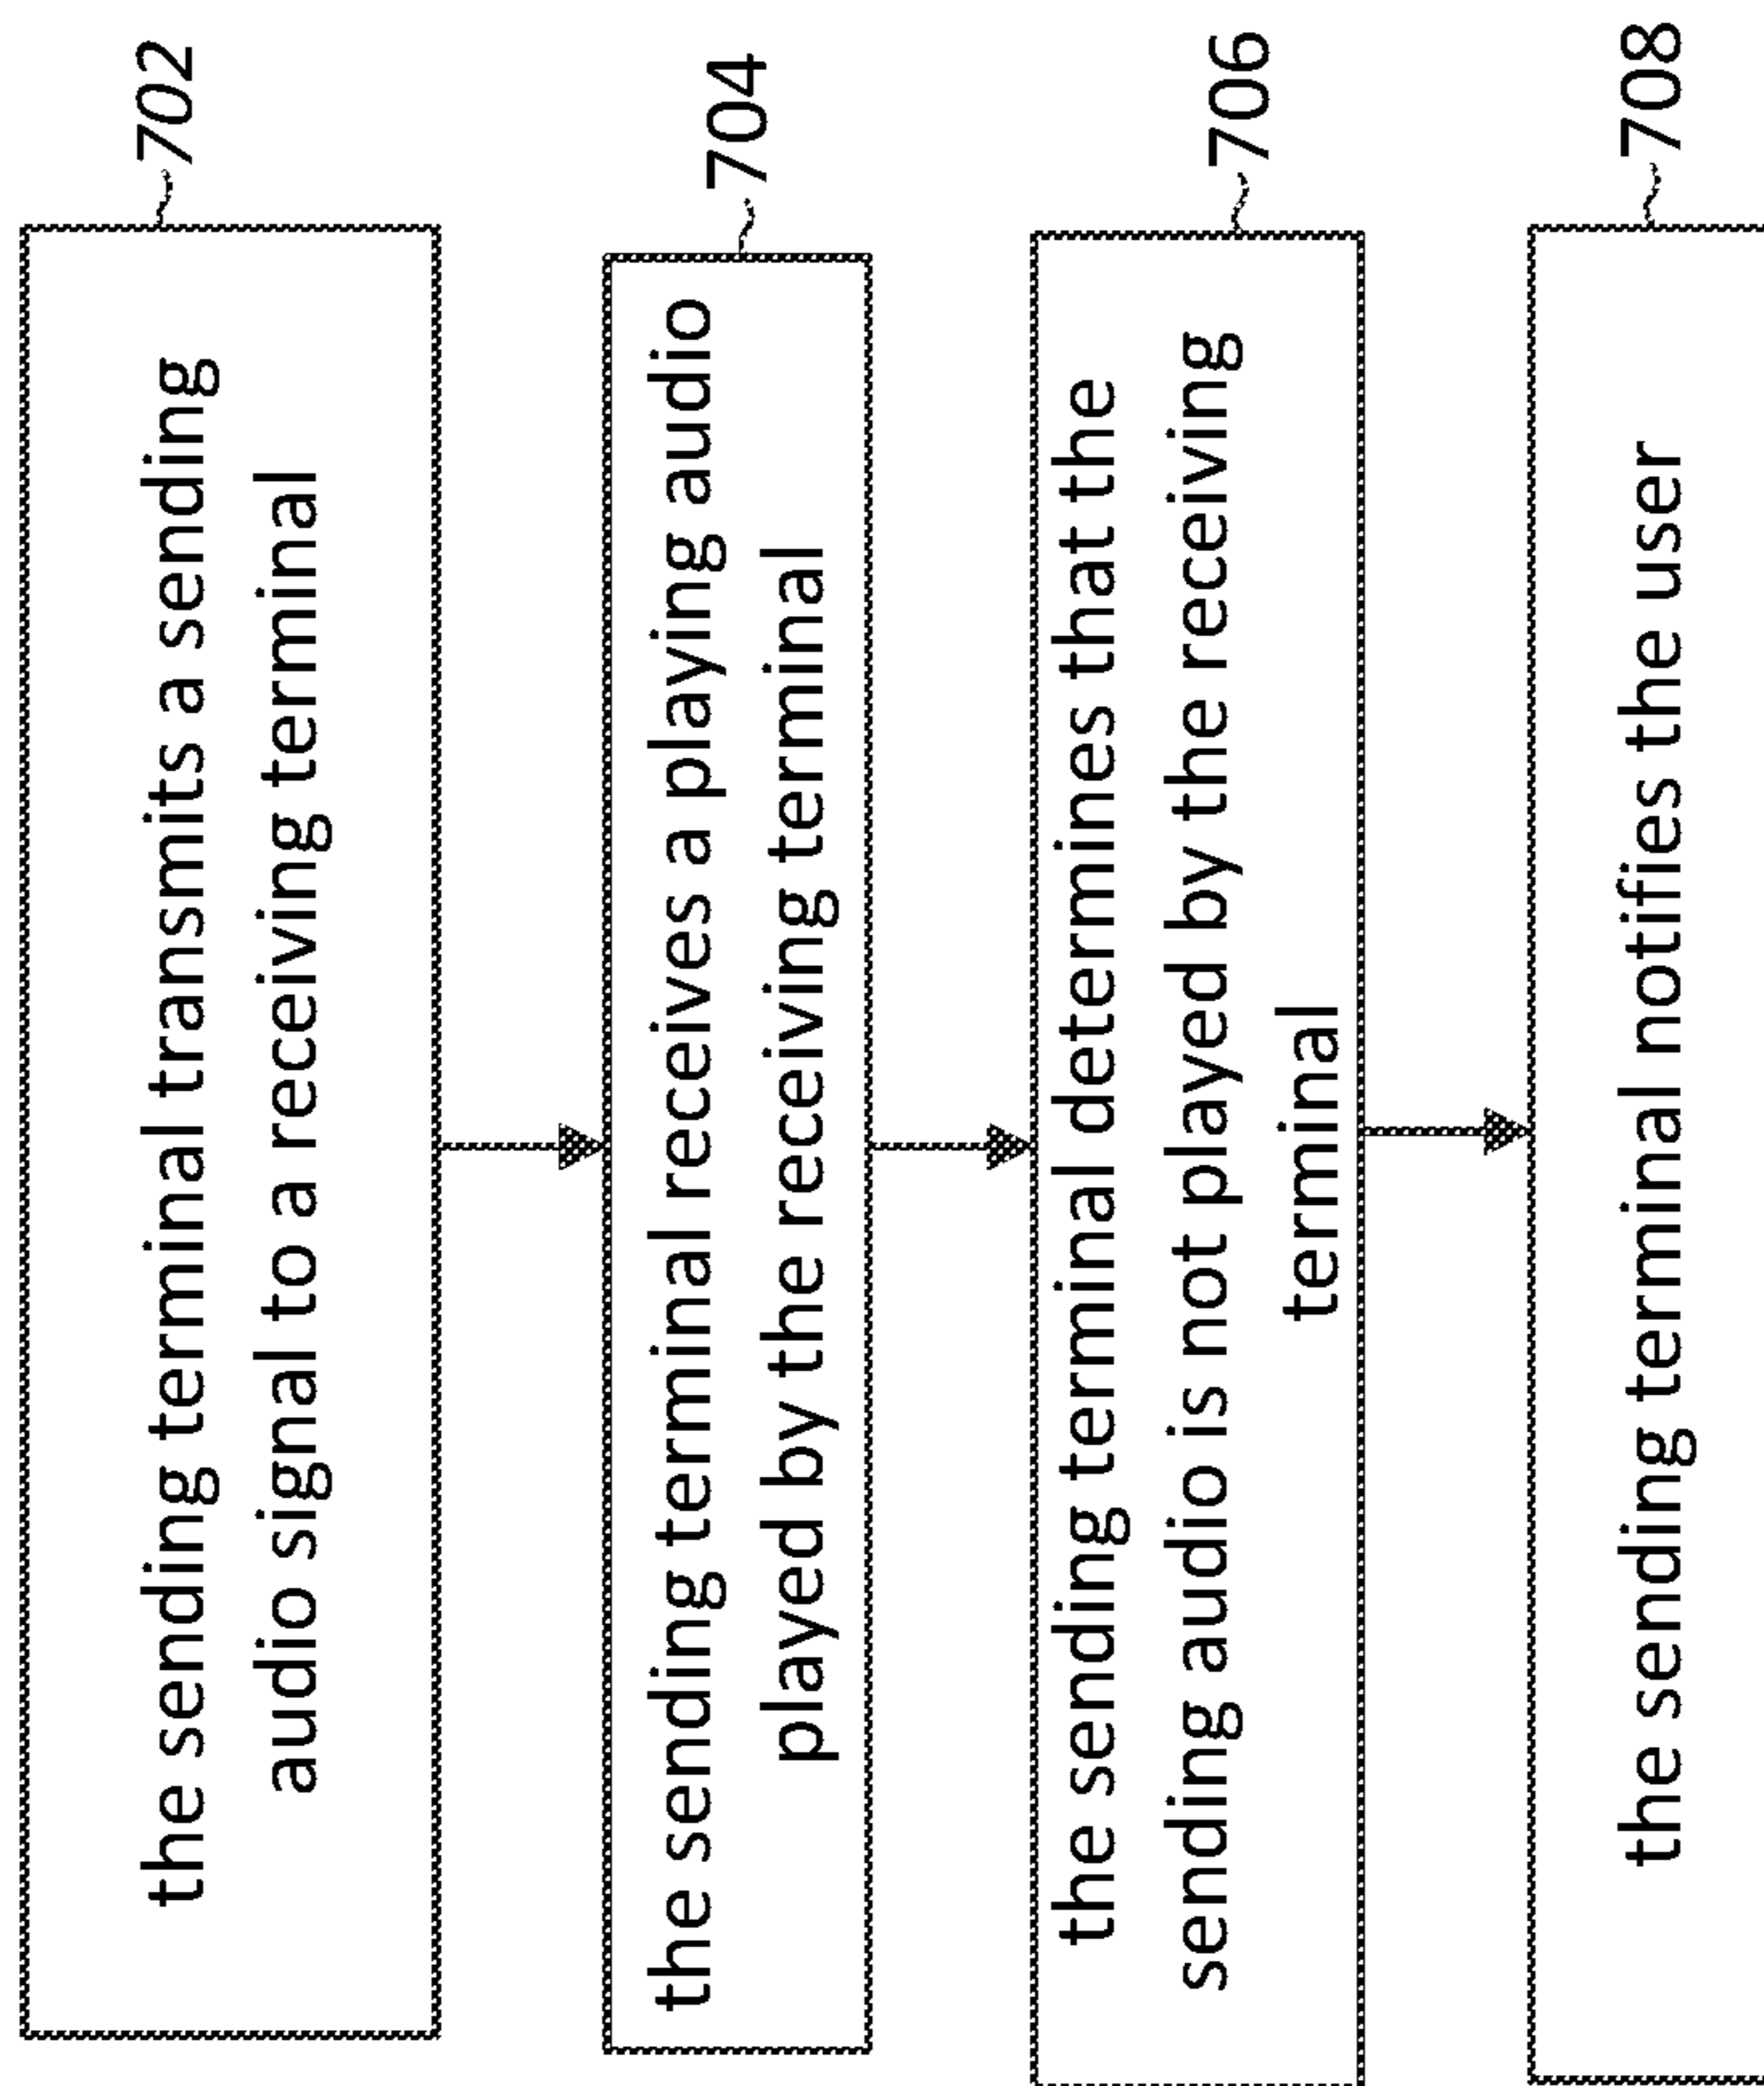 702
the sending terminal transmits a sending
audio signal to a receiving terminal
704
the sending terminal receives a playing audio
played by the receiving terminal
706
the sending terminal determines that the
sending audio is not played by the receiving
terminal
708
the sending terminal notifies the user